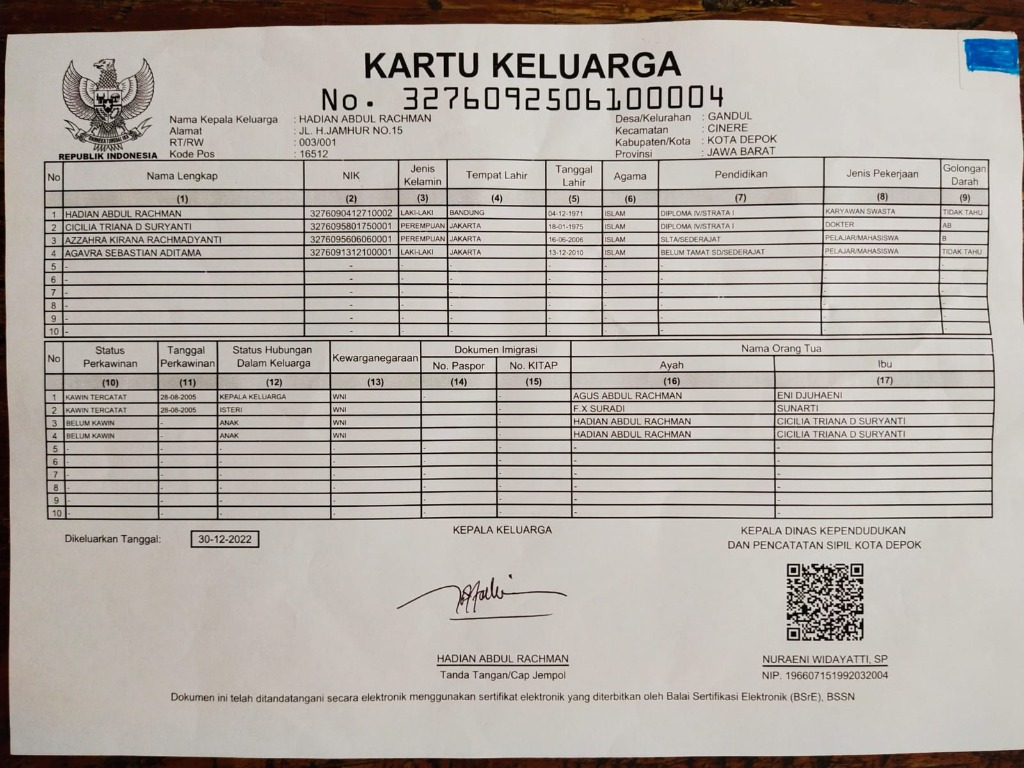 KARTU KELUARGA
No. 3276092506100004
REPUBLIK INDONESIA
Nama Kepala Keluarga : HADIAN ABDUL RACHMAN
Alamat : JL. H.JAMHUR NO.15
RT/RW : 003/001
Kode Pos : 16512
Desa/Kelurahan : GANDUL
Kecamatan : CINERE
Kabupaten/Kota : KOTA DEPOK
Provinsi : JAWA BARAT
No Nama Lengkap NIK Jenis Kelamin Tempat Lahir Tanggal Lahir Agama Pendidikan Jenis Pekerjaan Golongan Darah
(1) (2) (3) (4) (5) (6) (7) (8) (9)
1 HADIAN ABDUL RACHMAN 3276090412710002 LAKI-LAKI BANDUNG 04-12-1971 ISLAM DIPLOMA IV/STRATA I KARYAWAN SWASTA TIDAK TAHU
2 CICILIA TRIANA D SURYANTI 3276095801750001 PEREMPUAN JAKARTA 18-01-1975 ISLAM DIPLOMA IV/STRATA I DOKTER AB
3 AZZAHRA KIRANA RACHMADYANTI 3276095606060001 PEREMPUAN JAKARTA 16-06-2006 ISLAM SLTA/SEDERAJAT PELAJAR/MAHASISWA B
4 AGAVRA SEBASTIAN ADITAMA 3276091312100001 LAKI-LAKI JAKARTA 13-12-2010 ISLAM BELUM TAMAT SD/SEDERAJAT PELAJAR/MAHASISWA TIDAK TAHU
5 - - - - - - - - -
6 - - - - - - - - -
7 - - - - - - - - -
8 - - - - - - - - -
9 - - - - - - - - -
10 - - - - - - - - -
No Status Perkawinan Tanggal Perkawinan Status Hubungan Dalam Keluarga Kewarganegaraan Dokumen Imigrasi Nama Orang Tua
No. Paspor No. KITAP Ayah Ibu
(10) (11) (12) (13) (14) (15) (16) (17)
1 KAWIN TERCATAT 28-08-2005 KEPALA KELUARGA WNI - - AGUS ABDUL RACHMAN ENI DJUHAENI
2 KAWIN TERCATAT 28-08-2005 ISTERI WNI - - F.X SURADI SUNARTI
3 BELUM KAWIN - ANAK WNI - - HADIAN ABDUL RACHMAN CICILIA TRIANA D SURYANTI
4 BELUM KAWIN - ANAK WNI - - HADIAN ABDUL RACHMAN CICILIA TRIANA D SURYANTI
5 - - - - - - - -
6 - - - - - - - -
7 - - - - - - - -
8 - - - - - - - -
9 - - - - - - - -
10 - - - - - - - -
Dikeluarkan Tanggal: 30-12-2022
KEPALA KELUARGA
HADIAN ABDUL RACHMAN
Tanda Tangan/Cap Jempol
KEPALA DINAS KEPENDUDUKAN
DAN PENCATATAN SIPIL KOTA DEPOK
NURAENI WIDAYATTI, SP
NIP. 196607151992032004
Dokumen ini telah ditandatangani secara elektronik menggunakan sertifikat elektronik yang diterbitkan oleh Balai Sertifikasi Elektronik (BSrE), BSSN